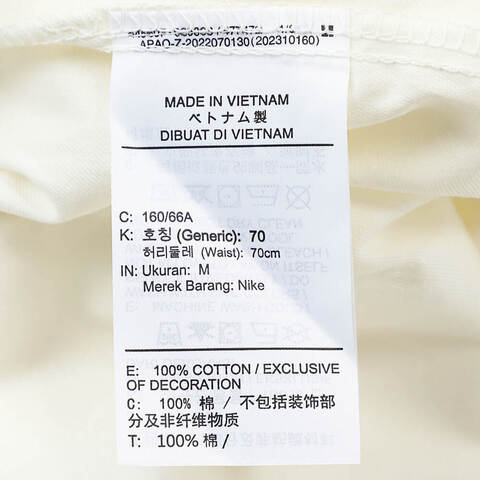 APAO-Z-2022070130(202310160)
MADE IN VIETNAM
ベトナム製
DIBUAT DI VIETNAM
C: 160/66A
K: 호칭 (Generic): 70
허리둘레 (Waist): 70cm
IN: Ukuran: M
Merek Barang: Nike
E: 100% COTTON / EXCLUSIVE
OF DECORATION
C: 100% 棉 / 不包括装饰部
分及非纤维物质
T: 100% 棉 /